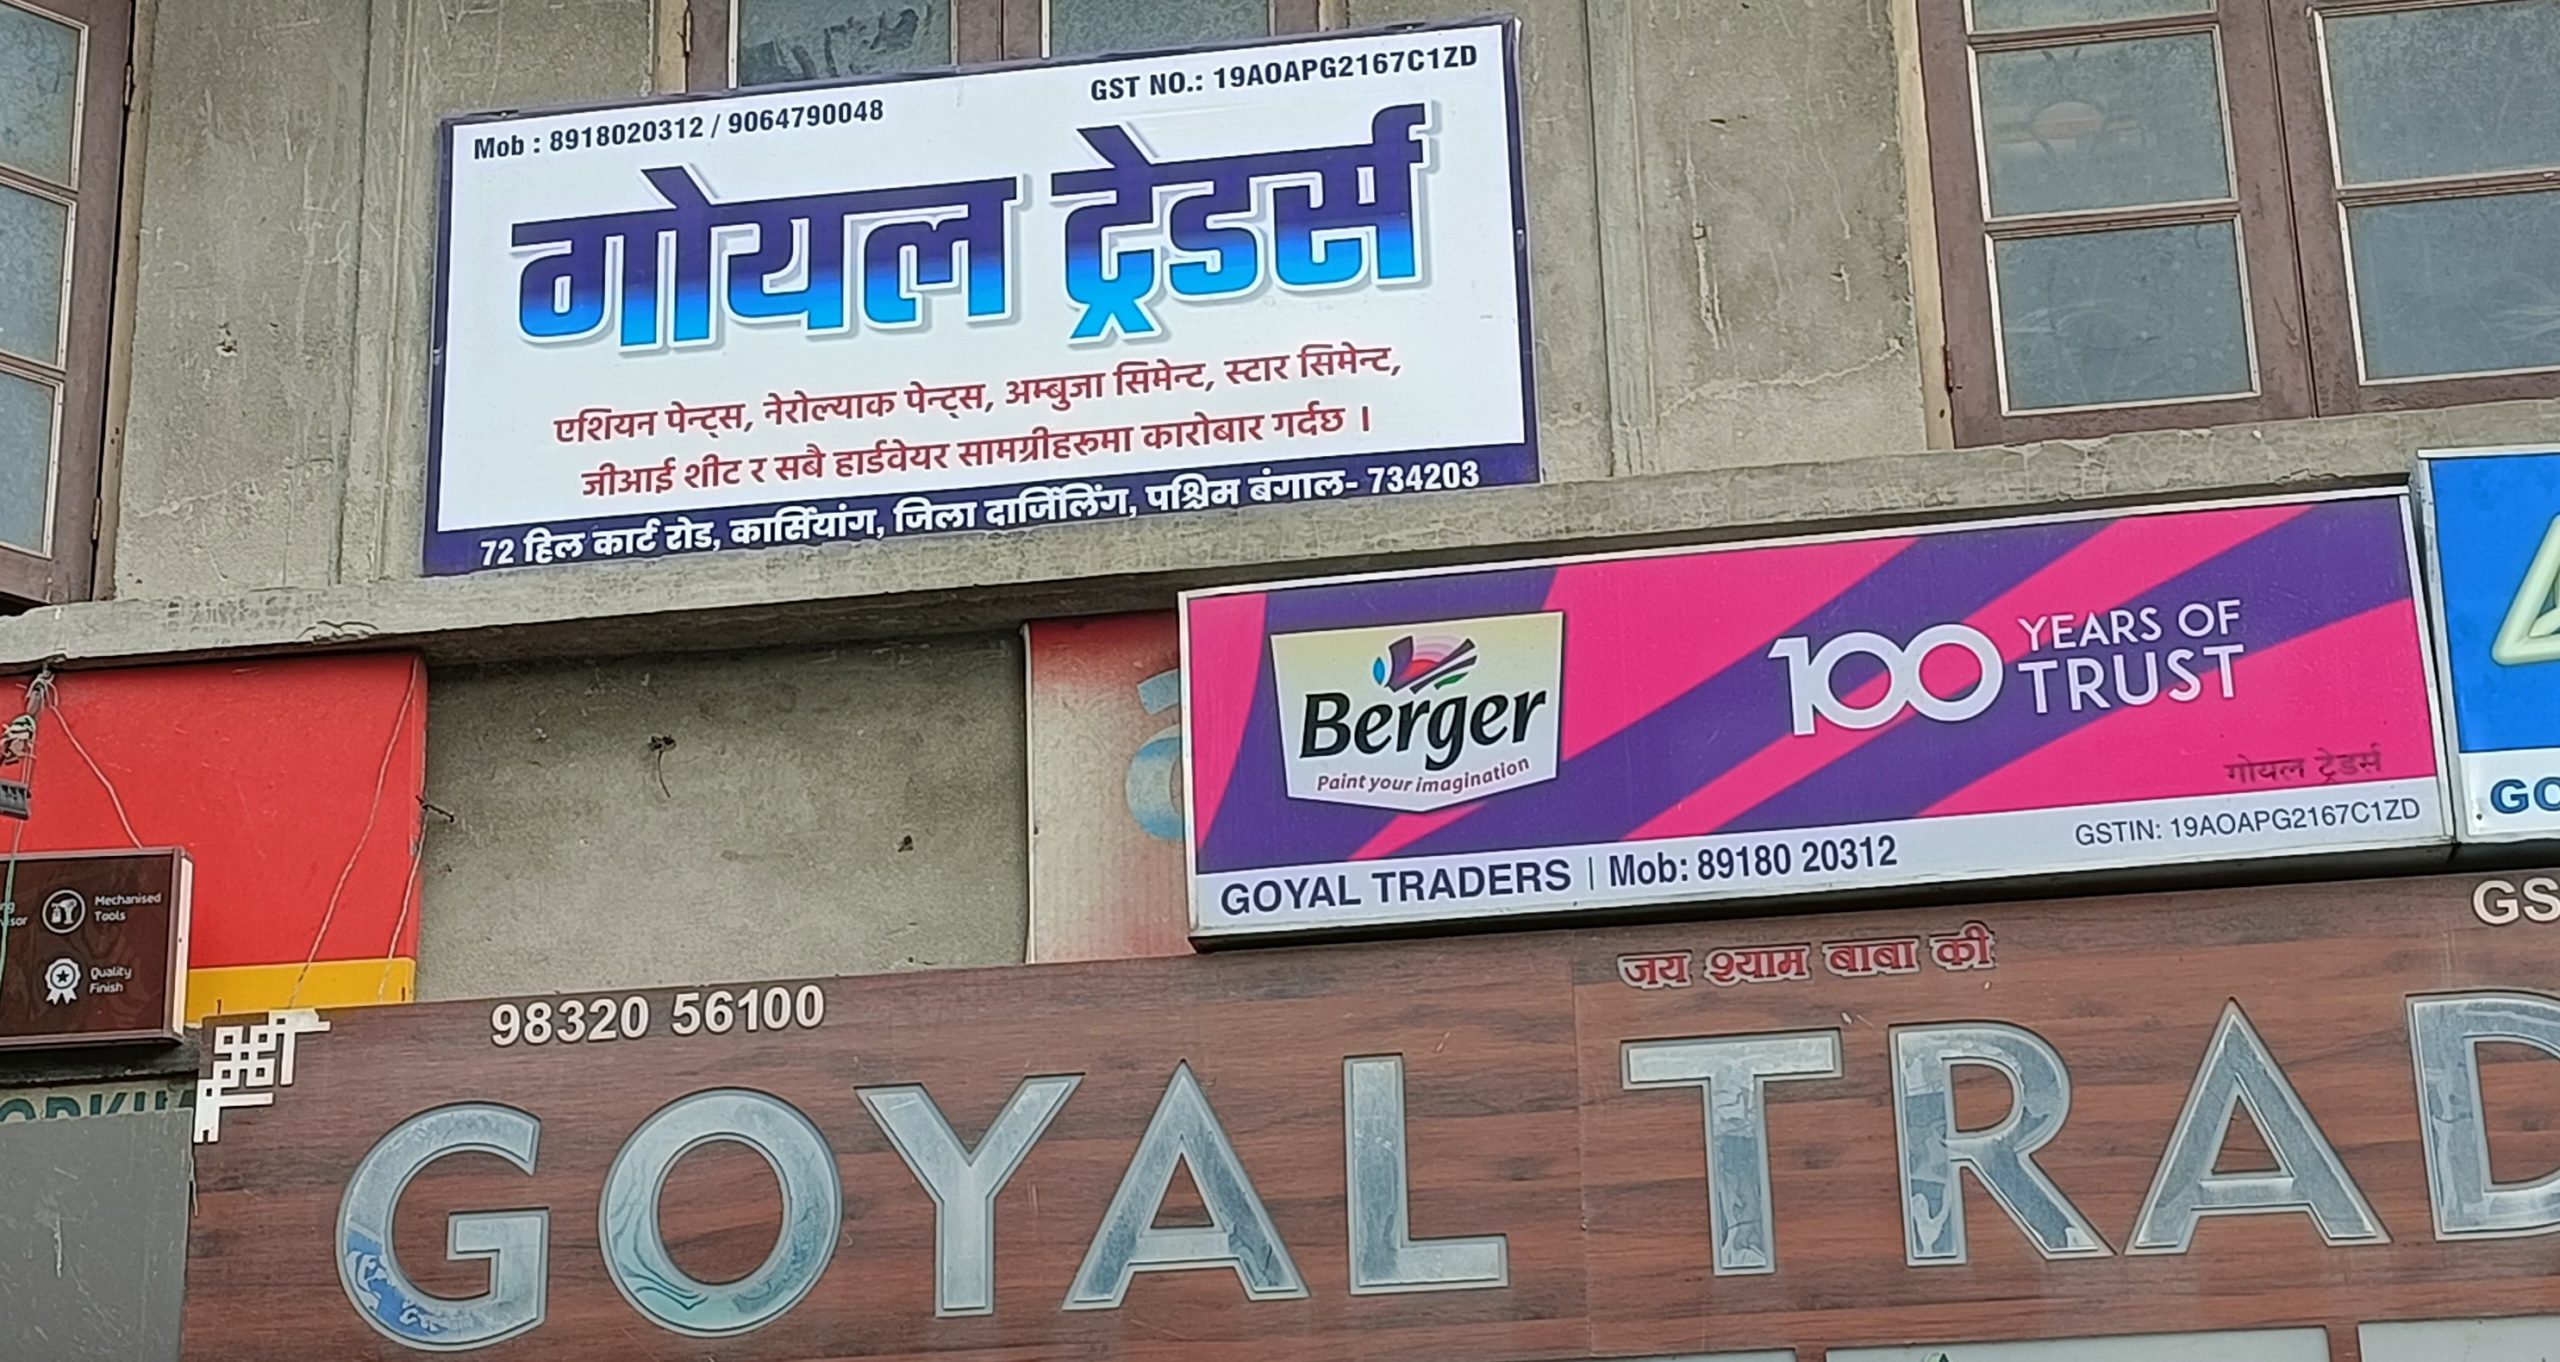 Mob : 8918020312 / 9064790048
GST NO.: 19AOAPG2167C1ZD
गोयल ट्रेडर्स
एशियन पेन्ट्स, नेरोल्याक पेन्ट्स, अम्बुजा सिमेन्ट, स्टार सिमेन्ट,
जीआई शीट र सबै हार्डवेयर सामग्रीहरूमा कारोबार गर्दछ ।
72 हिल कार्ट रोड, कार्सियांग, जिला दार्जिलिंग, पश्चिम बंगाल- 734203
Berger
Paint your imagination
100 YEARS OF
TRUST
गोयल ट्रेडर्स
GOYAL TRADERS | Mob: 89180 20312
GSTIN: 19AOAPG2167C1ZD
GO
Mechanised
Tools
Quality
Finish
98320 56100
जय श्याम बाबा की
GS
GOYAL TRAD